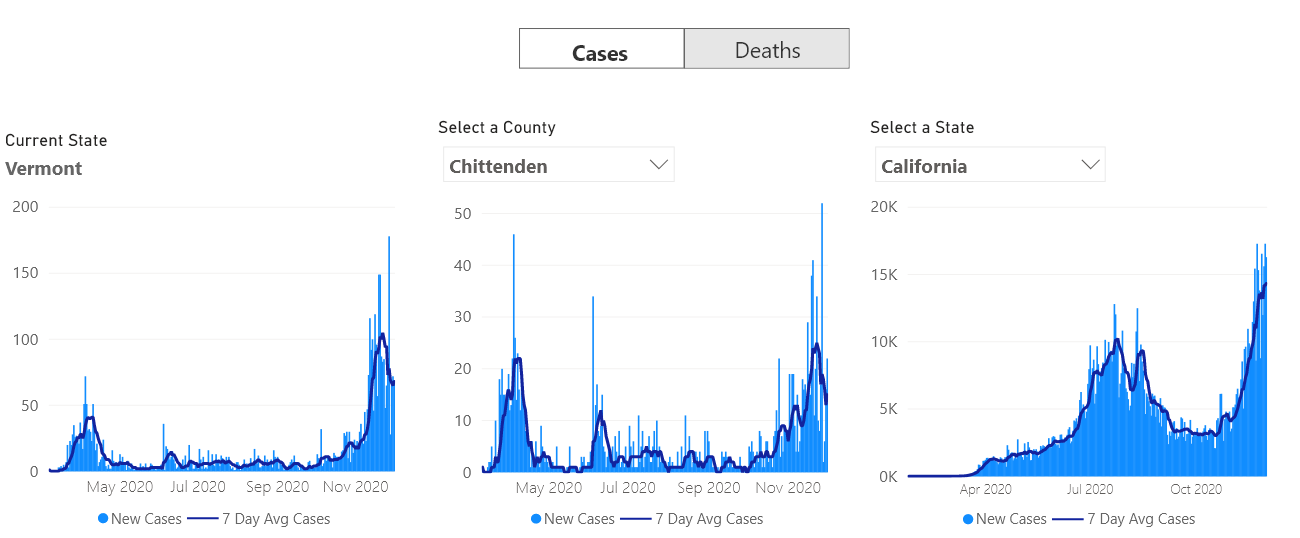 Cases Deaths
Current State
Vermont
200
150
100
50
0
May 2020 Jul 2020 Sep 2020 Nov 2020
New Cases 7 Day Avg Cases
Select a County
Chittenden
50
40
30
20
10
0
May 2020 Jul 2020 Sep 2020 Nov 2020
New Cases 7 Day Avg Cases
Select a State
California
20K
15K
10K
5K
0K
Apr 2020 Jul 2020 Oct 2020
New Cases 7 Day Avg Cases